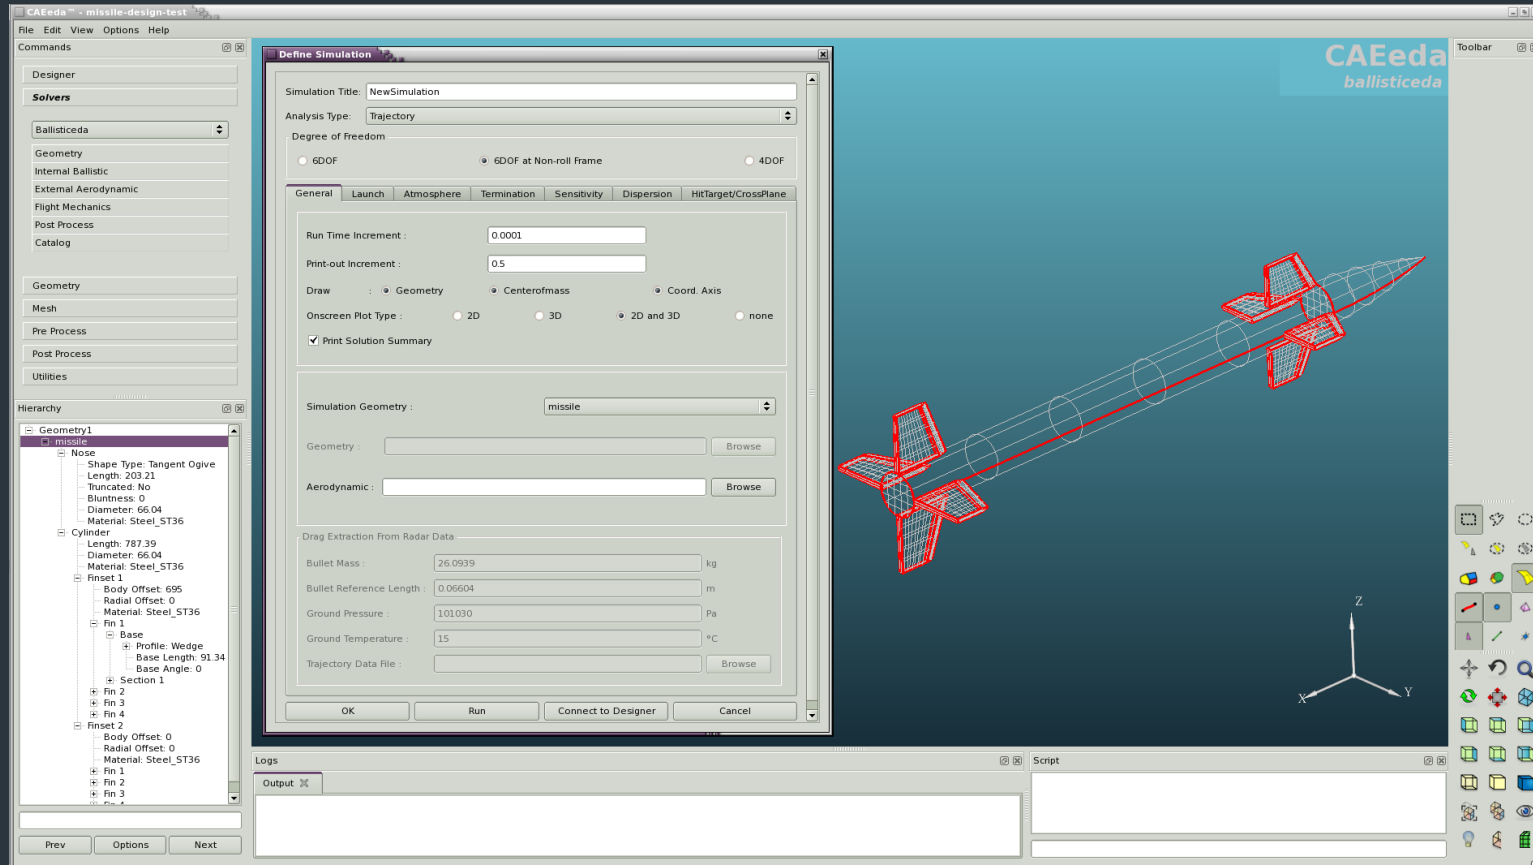 CAEeda™ - missile-design-test
File Edit View Options Help
Commands
Designer
Solvers
Ballisticeda
Geometry
Internal Ballistic
External Aerodynamic
Flight Mechanics
Post Process
Catalog
Geometry
Mesh
Pre Process
Post Process
Utilities
Hierarchy
Geometry1
missile
Nose
Shape Type: Tangent Ogive
Length: 203.21
Truncated: No
Bluntness: 0
Diameter: 66.04
Material: Steel_ST36
Cylinder
Length: 787.39
Diameter: 66.04
Material: Steel_ST36
Finset 1
Body Offset: 695
Radial Offset: 0
Material: Steel_ST36
Fin 1
Base
Profile: Wedge
Base Length: 91.34
Base Angle: 0
Section 1
Fin 2
Fin 3
Fin 4
Finset 2
Body Offset: 0
Radial Offset: 0
Material: Steel_ST36
Fin 1
Fin 2
Fin 3
Prev Options Next
Define Simulation
Simulation Title: NewSimulation
Analysis Type: Trajectory
Degree of Freedom
6DOF 6DOF at Non-roll Frame 4DOF
General Launch Atmosphere Termination Sensitivity Dispersion HitTarget/CrossPlane
Run Time Increment : 0.0001
Print-out Increment : 0.5
Draw : Geometry Centerofmass Coord. Axis
Onscreen Plot Type : 2D 3D 2D and 3D none
Print Solution Summary
Simulation Geometry : missile
Geometry : Browse
Aerodynamic : Browse
Drag Extraction From Radar Data
Bullet Mass : 26.0939 kg
Bullet Reference Length : 0.06604 m
Ground Pressure : 101030 Pa
Ground Temperature : 15 °C
Trajectory Data File : Browse
OK Run Connect to Designer Cancel
CAEeda
ballisticeda
Z
X
Y
Toolbar
Logs
Output
Script